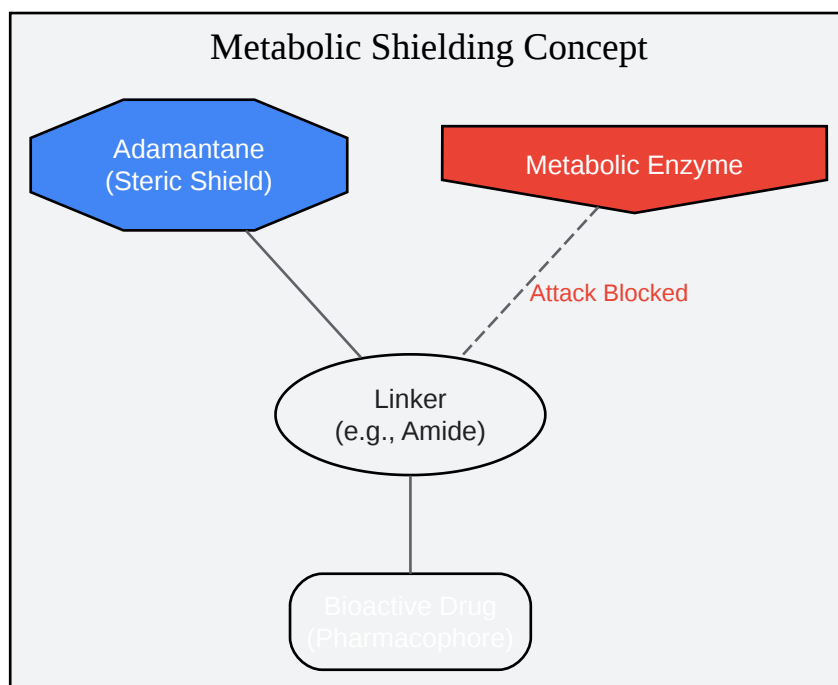 Metabolic Shielding Concept
Adamantane
(Steric Shield)
Metabolic Enzyme
Attack Blocked
Linker
(e.g., Amide)
Bioactive Drug
(Pharmacophore)